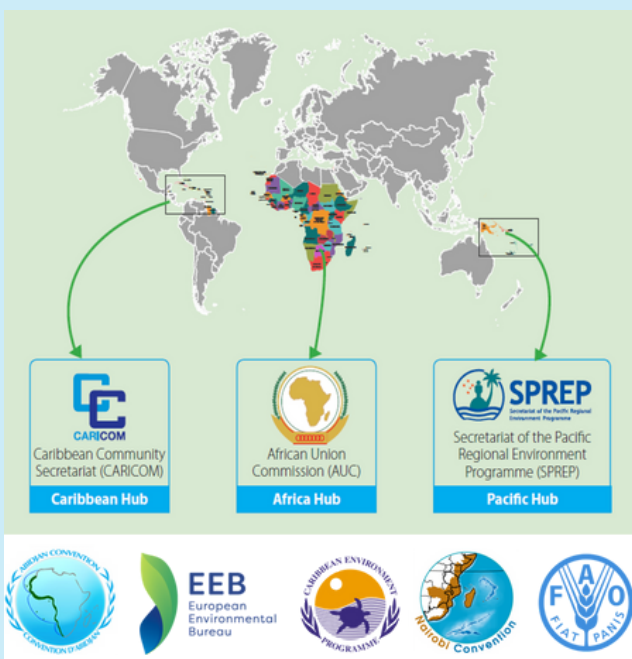 CARICOM
Caribbean Community
Secretariat (CARICOM)
Caribbean Hub
African Union
Commission (AUC)
Africa Hub
SPREP
Secretariat of the Pacific Regional
Environment Programme
Secretariat of the Pacific
Regional Environment
Programme (SPREP)
Pacific Hub
ABIDJAN CONVENTION
CONVENTION D'ABIDJAN
EEB
European
Environmental
Bureau
CARIBBEAN ENVIRONMENT
PROGRAMME
Nairobi Convention
FAO
FIAT PANIS